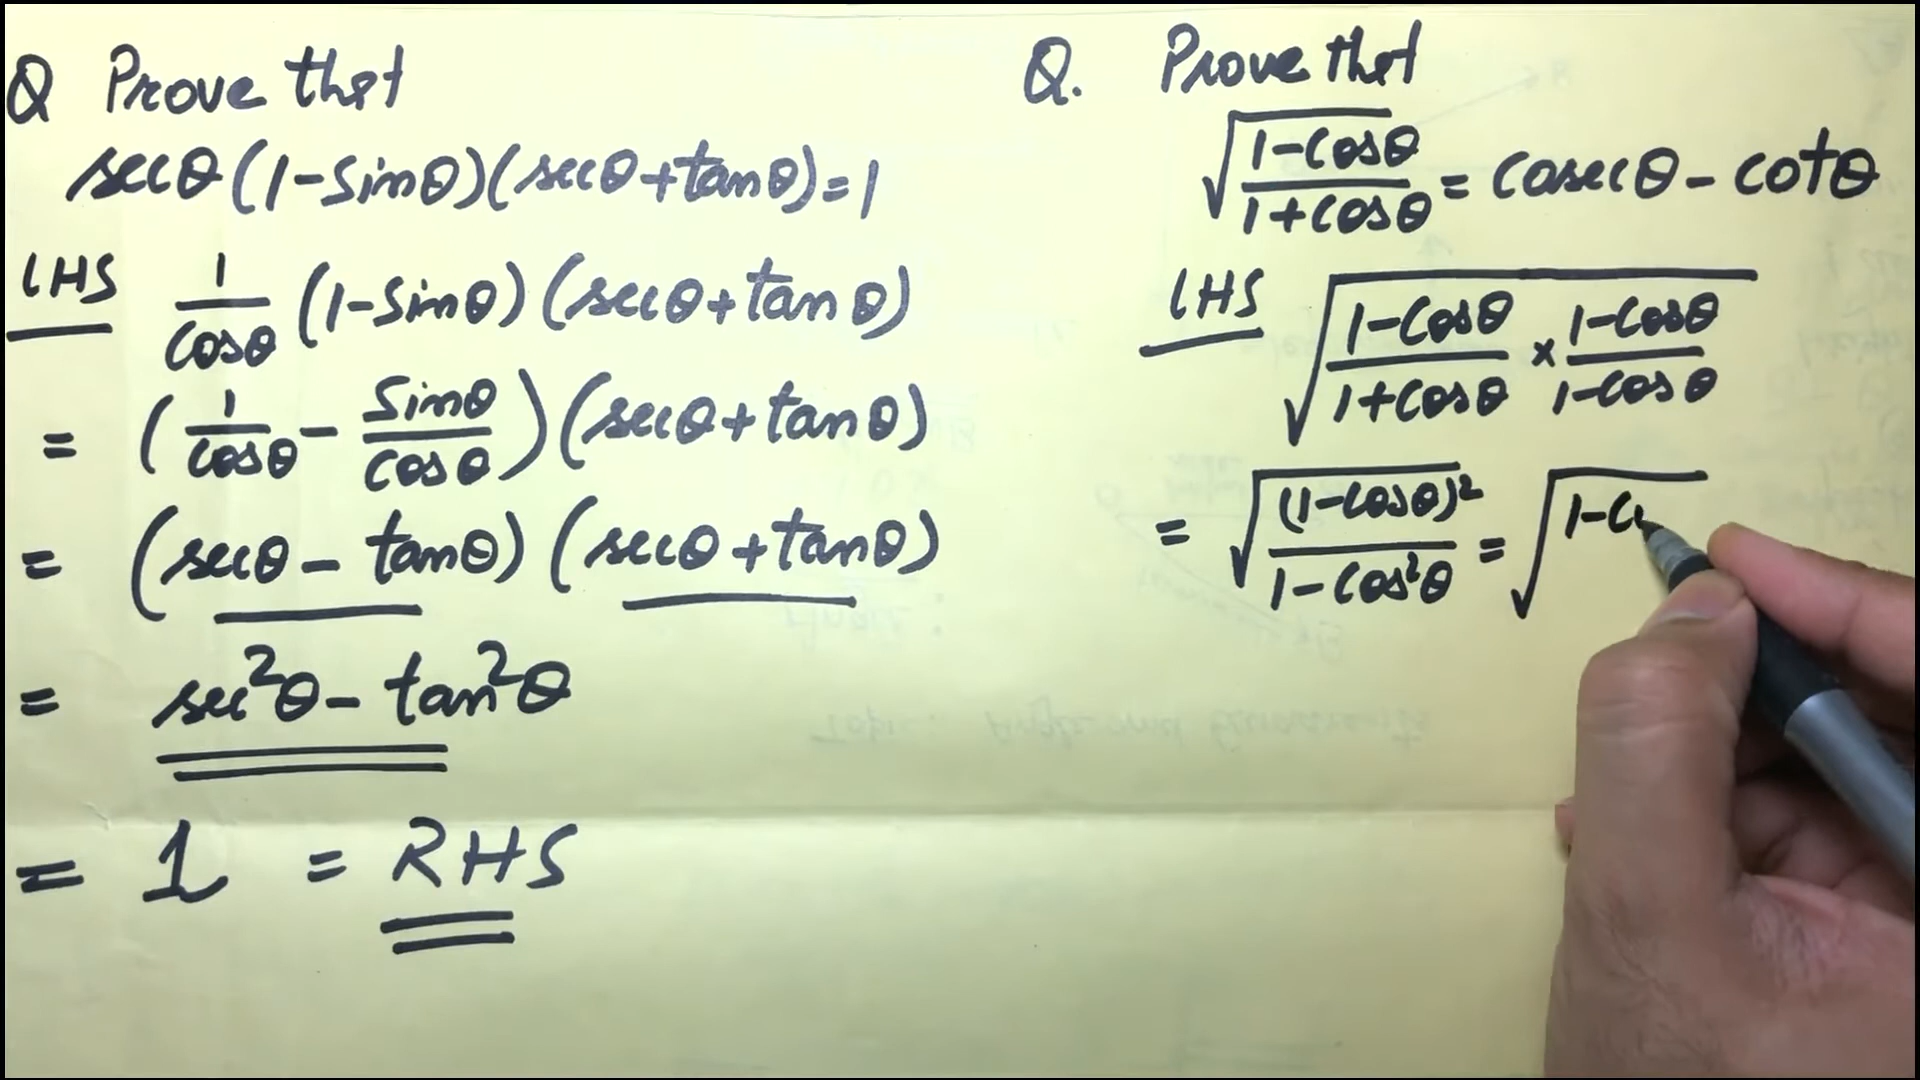 Q Prove that
secθ(1-Sinθ)(secθ+tanθ)=1
LHS 1/Cosθ (1-Sinθ)(secθ+tanθ)
= (1/Cosθ - Sinθ/Cosθ)(secθ+tanθ)
= (secθ - tanθ)(secθ+tanθ)
= sec²θ - tan²θ
= 1 = RHS
Q. Prove that
√((1-Cosθ)/(1+Cosθ)) = Cosecθ - Cotθ
LHS √((1-Cosθ)/(1+Cosθ) × (1-Cosθ)/(1-Cosθ))
= √((1-Cosθ)²/(1-Cos²θ)) = √(1-C